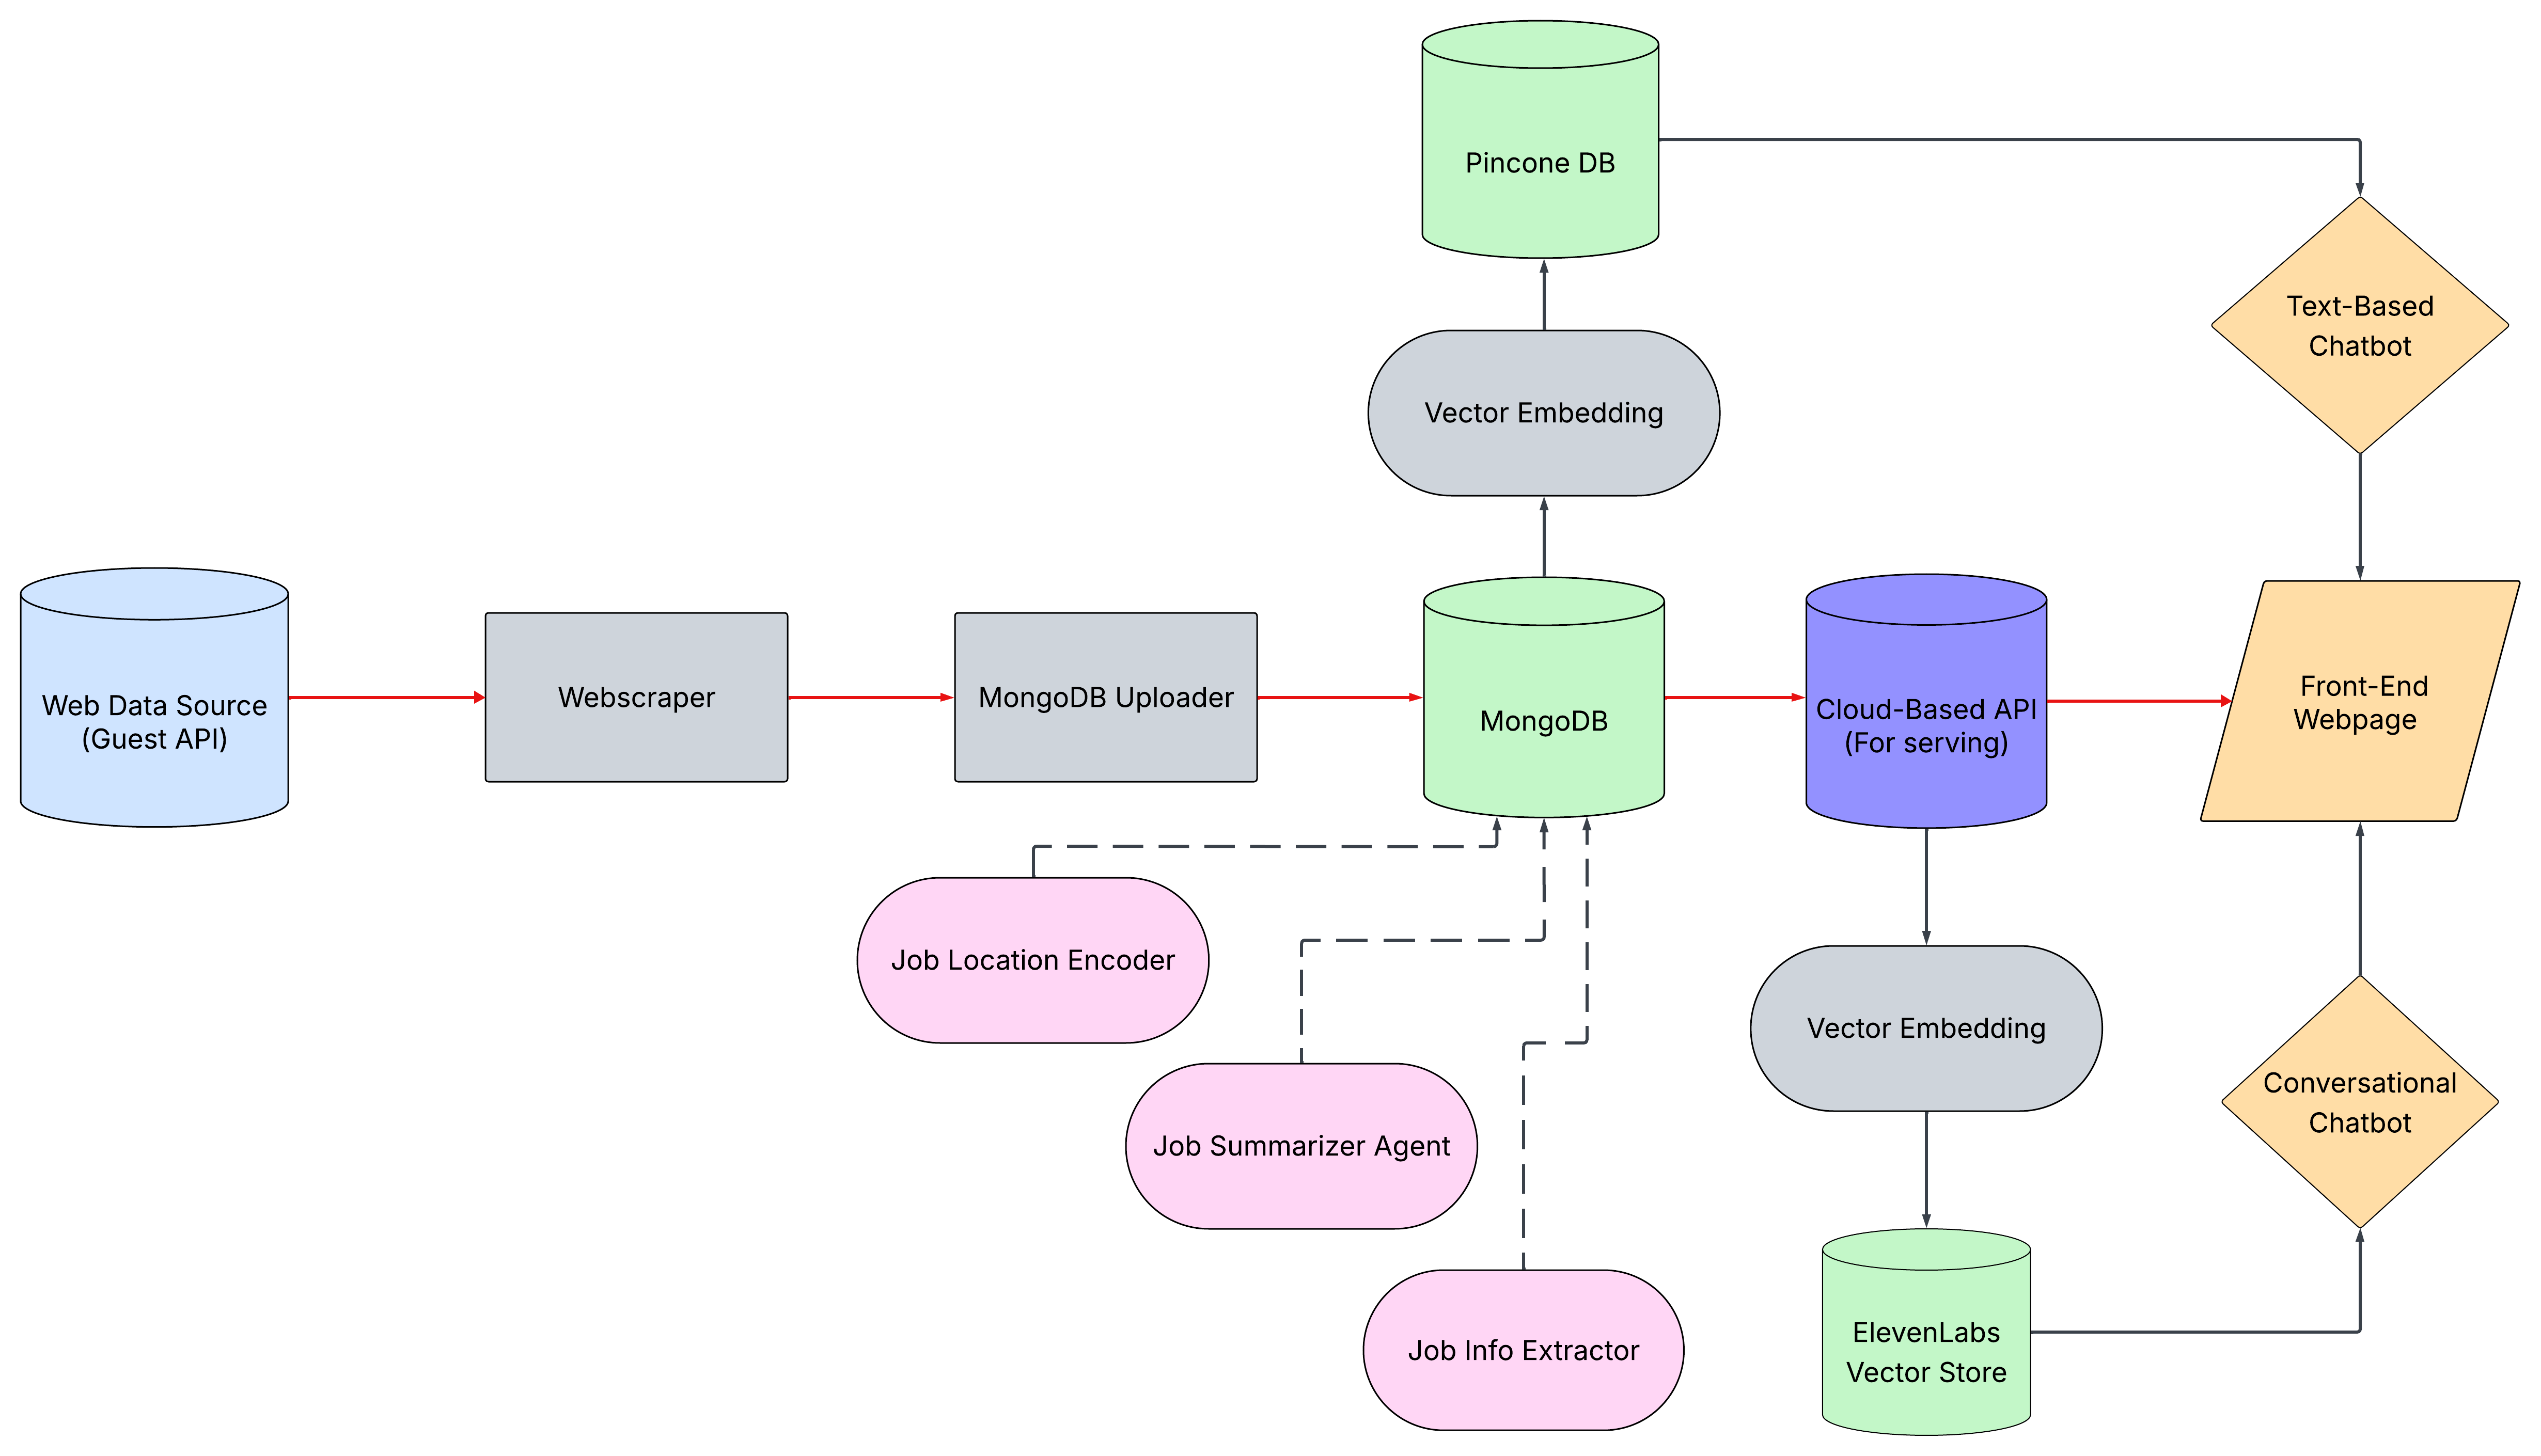 Pincone DB
Text-Based
Chatbot
Vector Embedding
Web Data Source
(Guest API)
Webscraper
MongoDB Uploader
MongoDB
Cloud-Based API
(For serving)
Front-End
Webpage
Job Location Encoder
Vector Embedding
Conversational
Chatbot
Job Summarizer Agent
Job Info Extractor
ElevenLabs
Vector Store